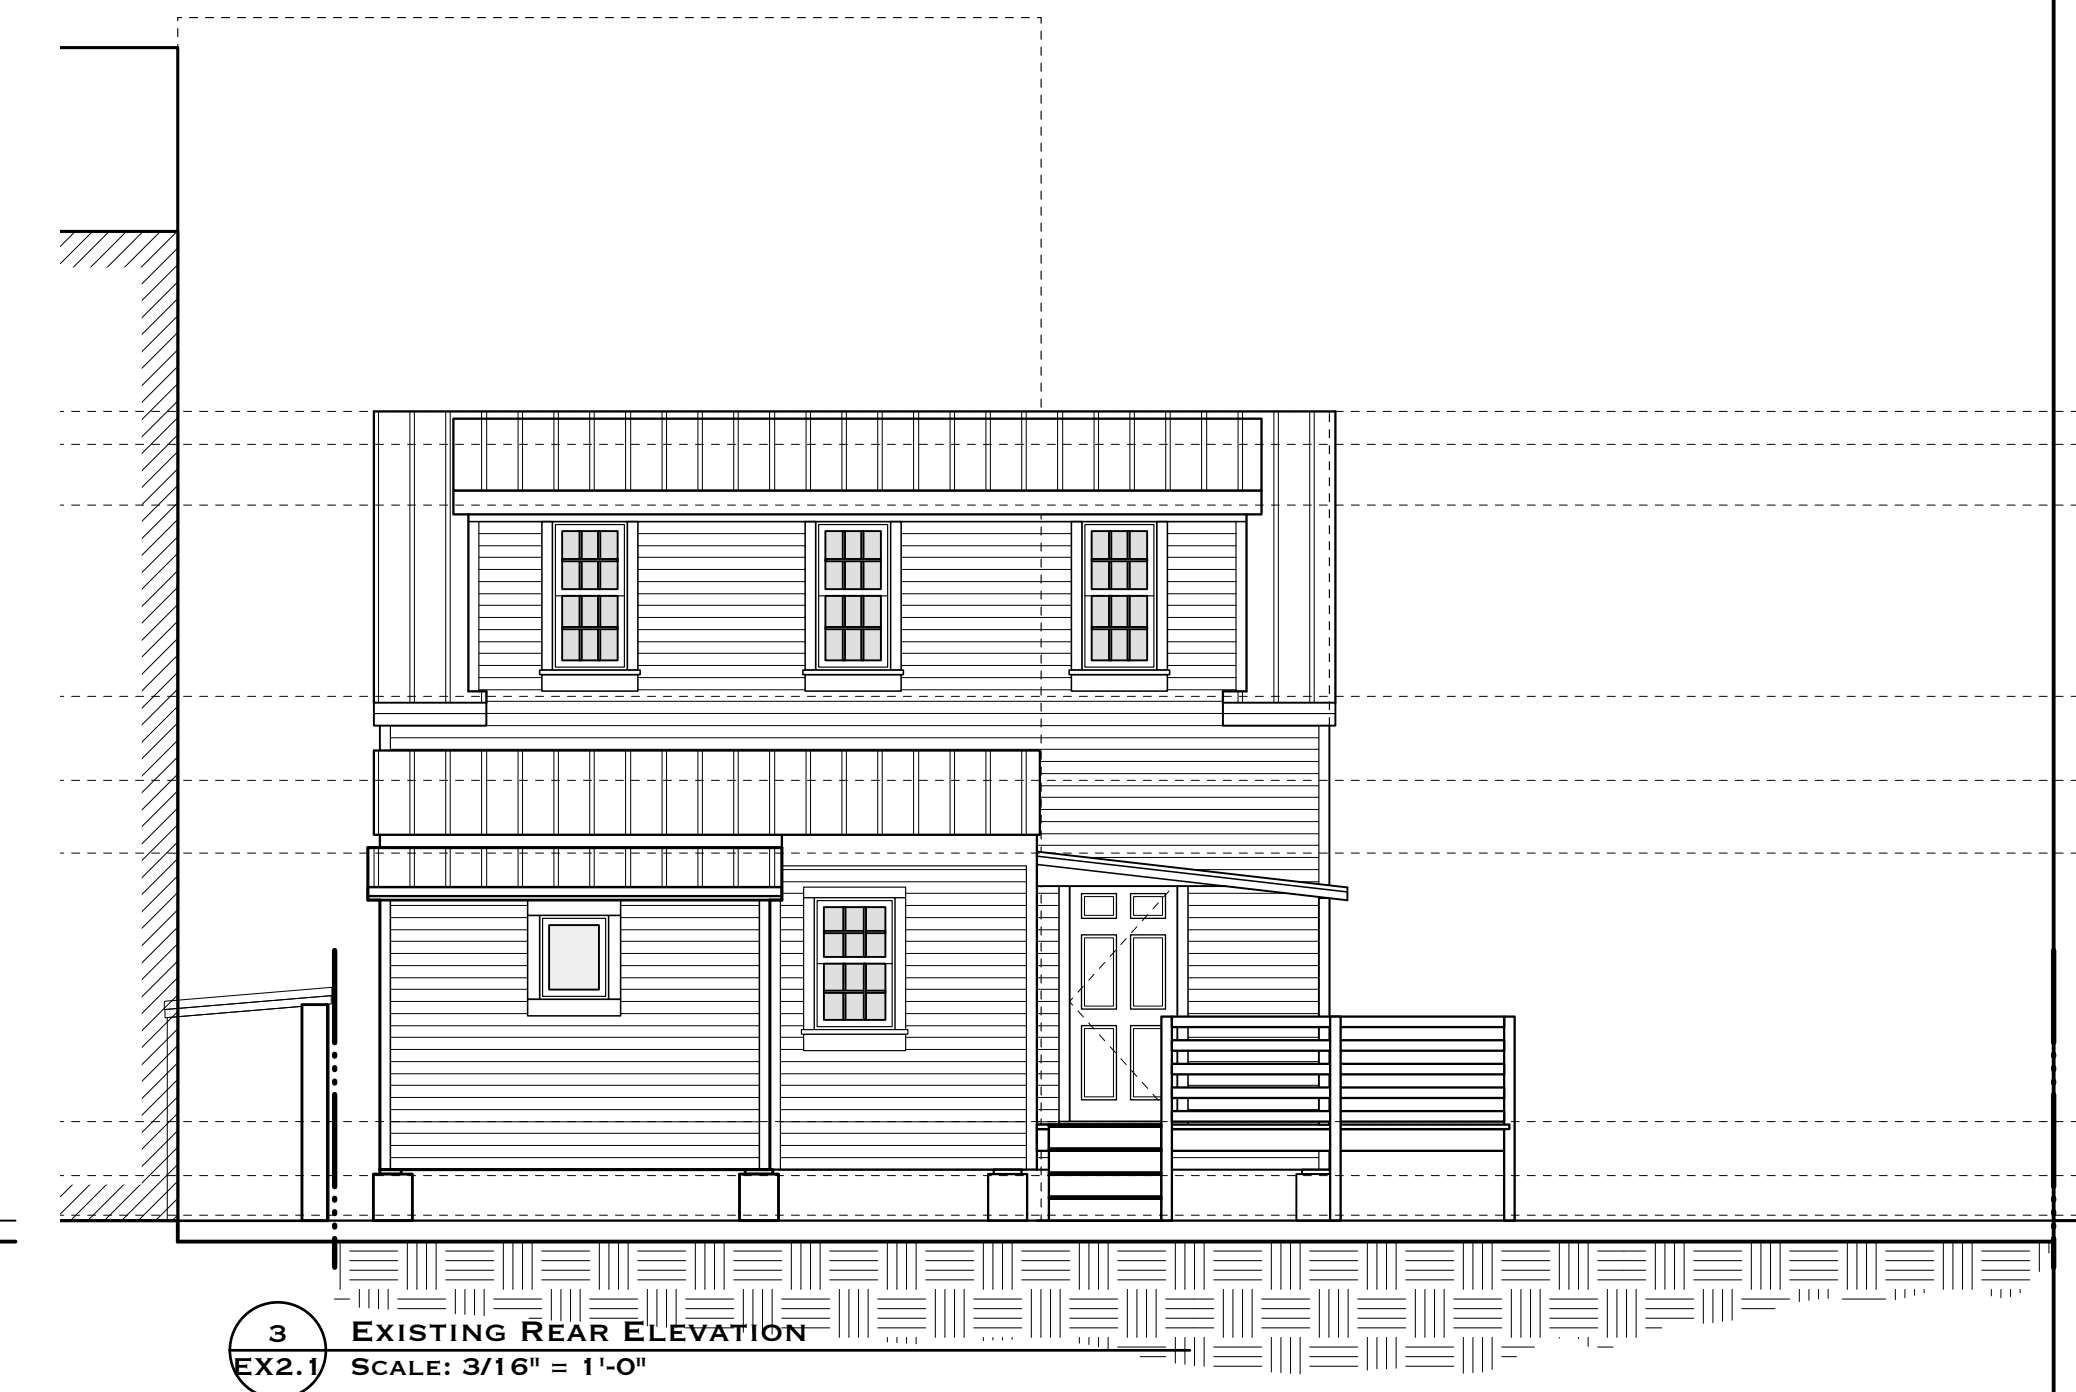 3
EX2.1
EXISTING REAR ELEVATION
SCALE: 3/16" = 1'-0"